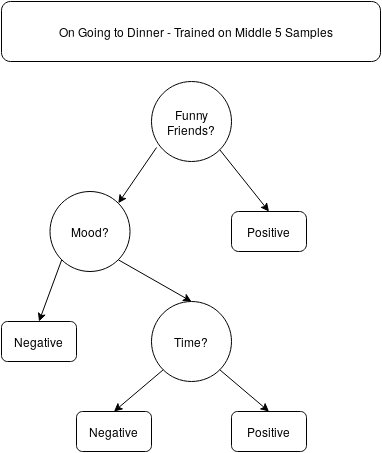 On Going to Dinner - Trained on Middle 5 Samples
Funny
Friends?
Mood?
Positive
Negative
Time?
Negative
Positive